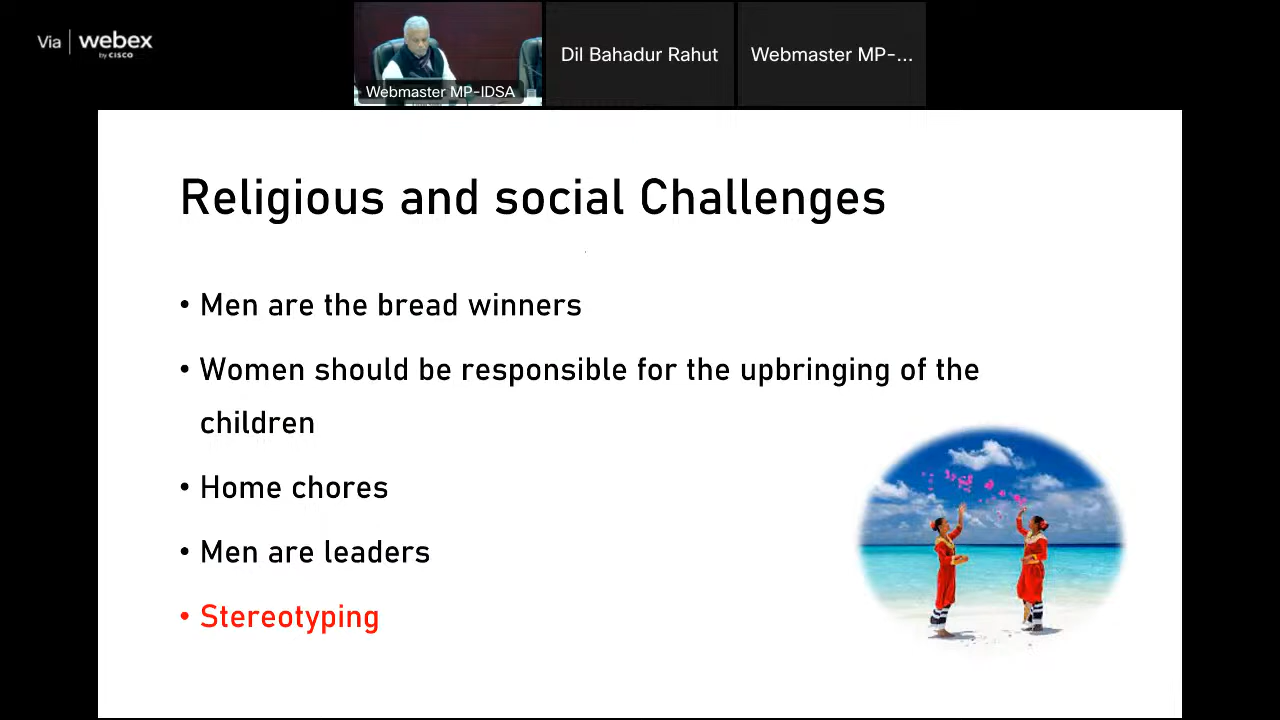 Via webex
by CISCO
Webmaster MP-IDSA
Dil Bahadur Rahut
Webmaster MP-...
Religious and social Challenges
• Men are the bread winners
• Women should be responsible for the upbringing of the
children
• Home chores
• Men are leaders
• Stereotyping